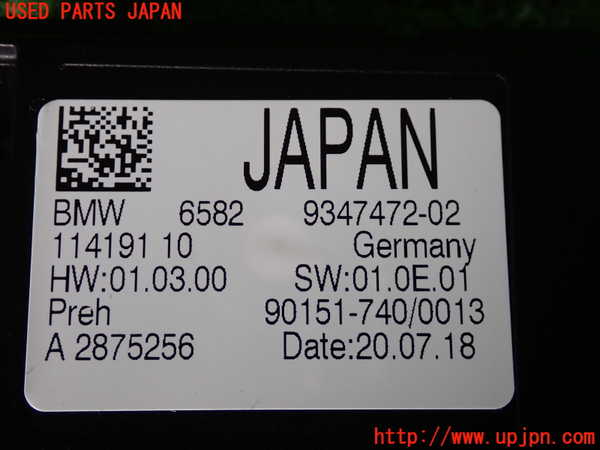 USED PARTS JAPAN
JAPAN
BMW 6582 9347472-02
114191 10 Germany
HW:01.03.00 SW:01.0E.01
Preh 90151-740/0013
A 2875256 Date:20.07.18
http://www.upjpn.com/